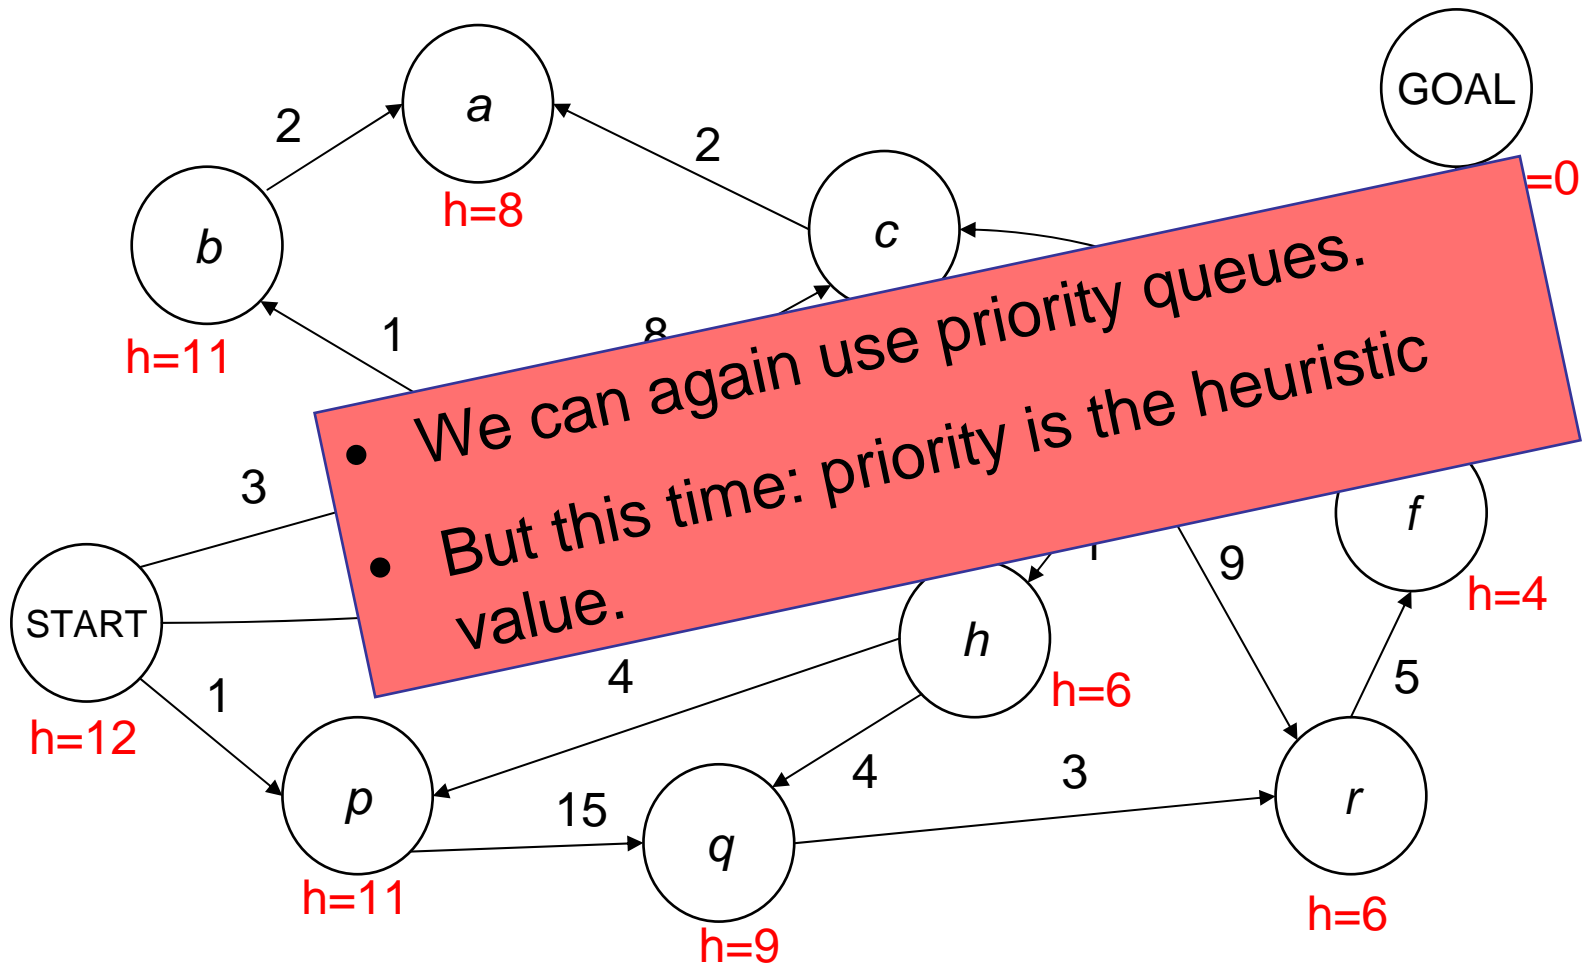 GOAL
=0
2
a
h=8
2
c
b
h=11
1
8
• We can again use priority queues.
• But this time: priority is the heuristic
value.
3
START
h=12
1
4
h
h=6
9
f
h=4
5
p
h=11
15
4
q
h=9
3
r
h=6